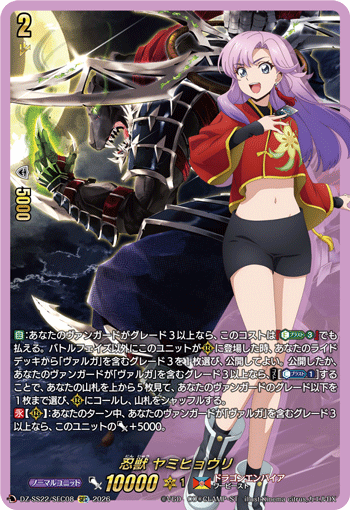 2
5000
自:あなたのヴァンガードがグレード3以上なら、このコストは[ブラスト3]でも
払える。バトルフェイズ以外にこのユニットがRに登場した時、あなたのライド
デッキから「ヴァルガ」を含むグレード3を1枚選び、公開してよい。公開したか、
あなたのヴァンガードが「ヴァルガ」を含むグレード3以上なら、[ブラスト1]する
ことで、あなたの山札を上から5枚見て、あなたのヴァンガードのグレード以下を
1枚まで選び、Rにコールし、山札をシャッフルする。
永【R】:あなたのターン中、あなたのヴァンガードが「ヴァルガ」を含むグレード3
以上なら、このユニットの+5000。
忍獣 ヤミヒョウリ
ノーマルユニット
10000
1
ドラゴンエンパイア
D-SS22/SEC08 2026